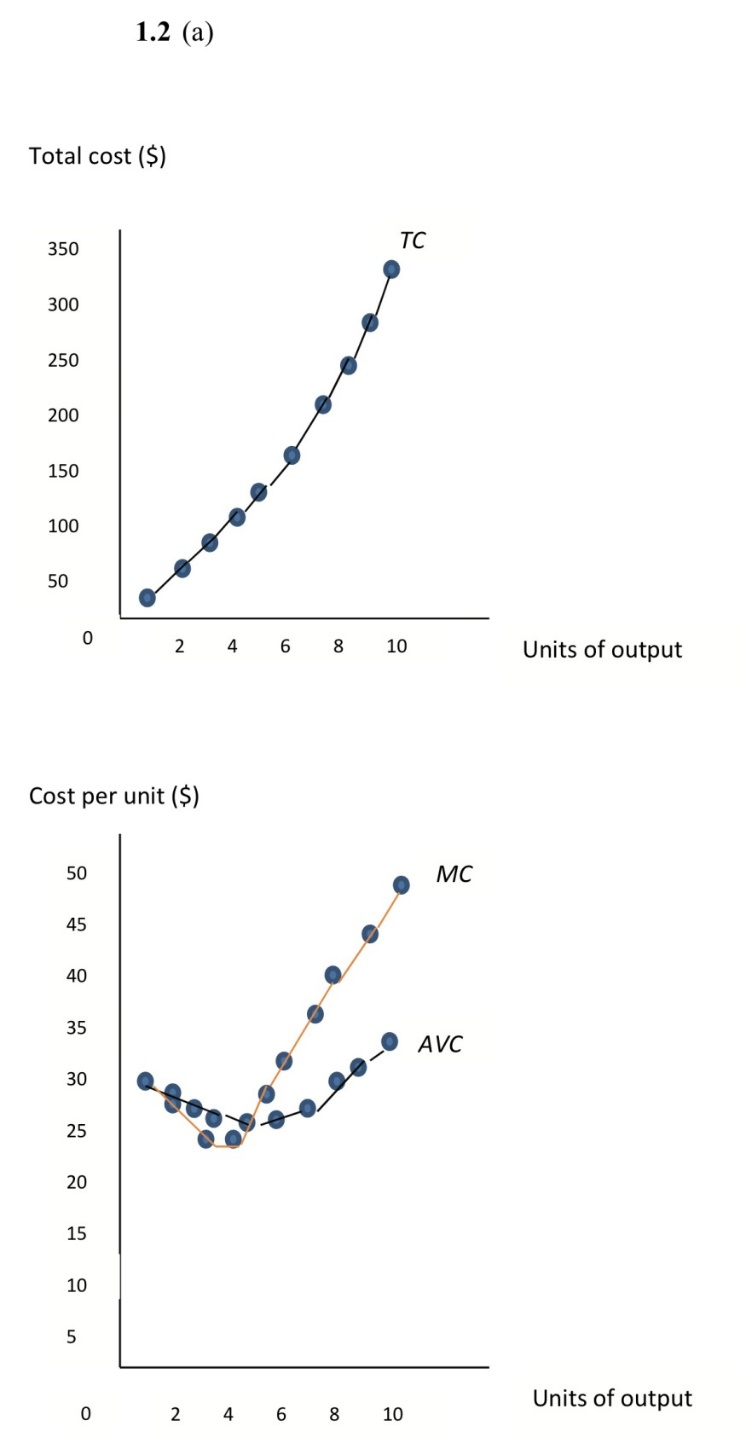 1.2 (a)
Total cost ($)
TC
350
300
250
200
150
100
50
0
2 4 6 8 10
Units of output
Cost per unit ($)
50
MC
45
40
35
AVC
30
25
20
15
10
5
Units of output
0 2 4 6 8 10